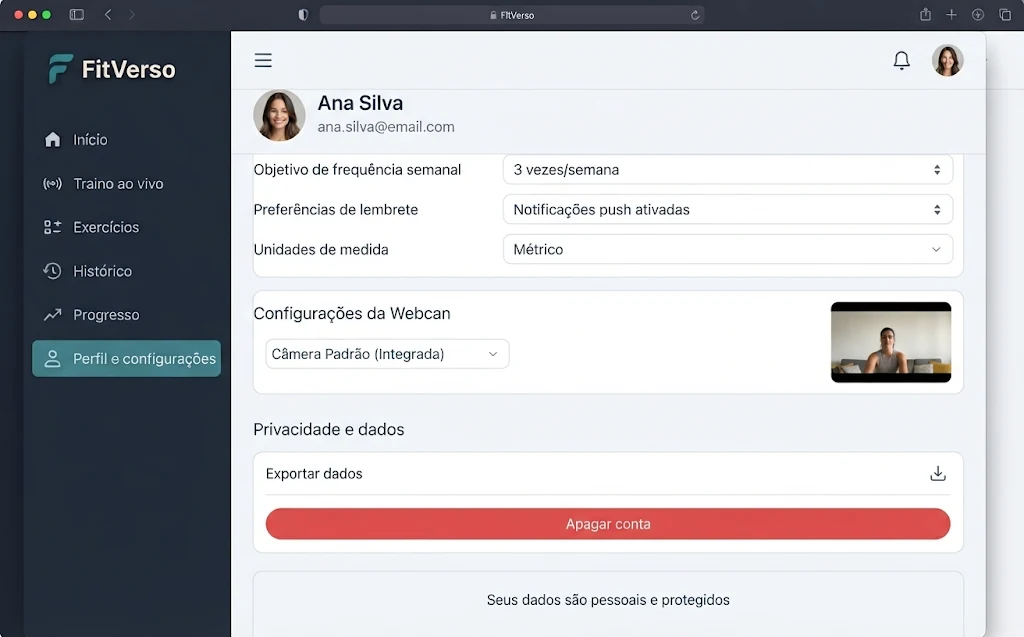 FItVerso
FitVerso
Início
Traino ao vivo
Exercícios
Histórico
Progresso
Perfil e configurações
Ana Silva
ana.silva@email.com
Objetivo de frequência semanal
3 vezes/semana
Preferências de lembrete
Notificações push ativadas
Unidades de medida
Métrico
Configurações da Webcan
Câmera Padrão (Integrada)
Privacidade e dados
Exportar dados
Apagar conta
Seus dados são pessoais e protegidos